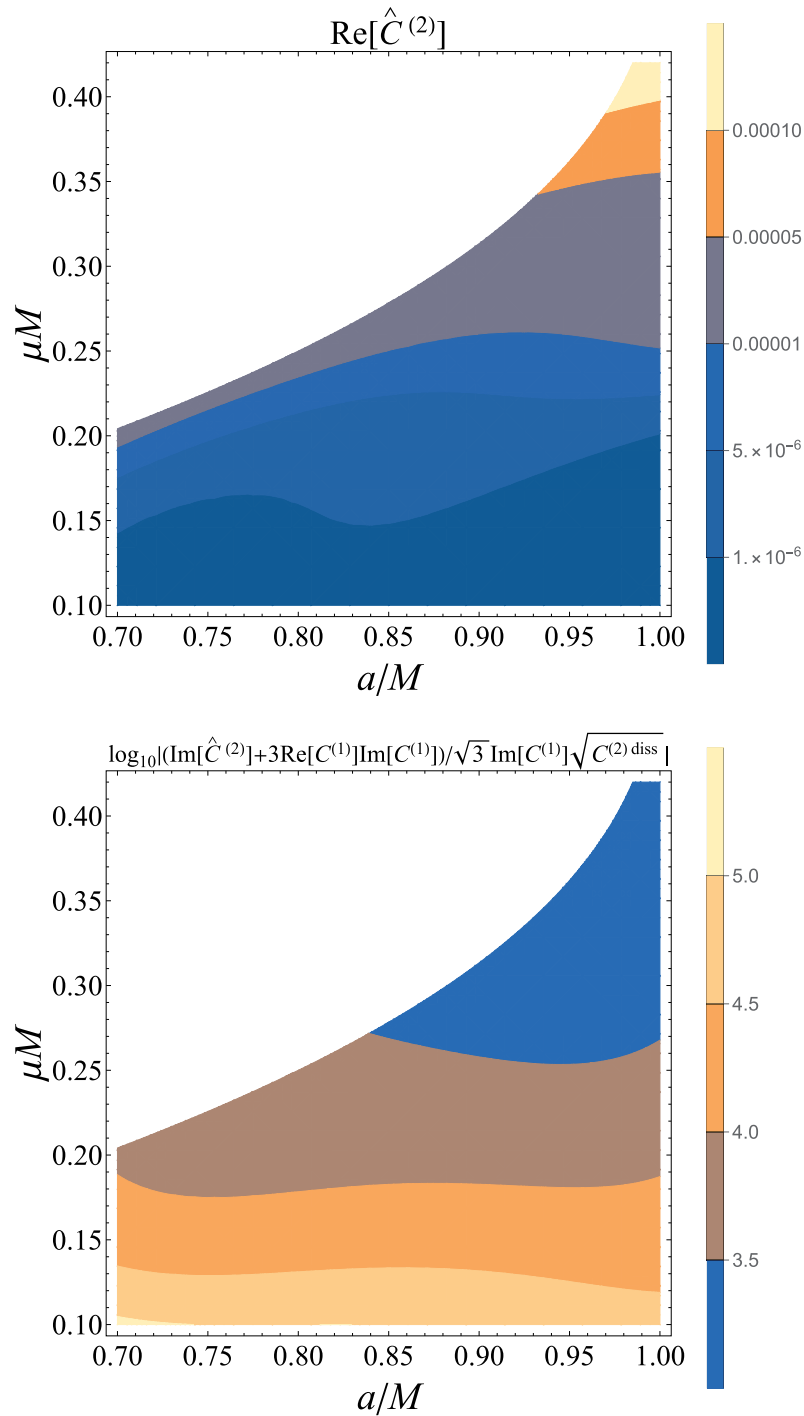 Re[Ĉ⁽²⁾]
0.40
0.35
0.30
0.25
0.20
0.15
0.10
μM
0.70 0.75 0.80 0.85 0.90 0.95 1.00
a/M
0.00010
0.00005
0.00001
5.×10⁻⁶
1.×10⁻⁶
log₁₀|(Im[Ĉ⁽²⁾]+3Re[C⁽¹⁾]Im[C⁽¹⁾])/√3 Im[C⁽¹⁾]√C⁽²⁾ ᵈⁱˢˢ |
0.40
0.35
0.30
0.25
0.20
0.15
0.10
μM
0.70 0.75 0.80 0.85 0.90 0.95 1.00
a/M
5.0
4.5
4.0
3.5